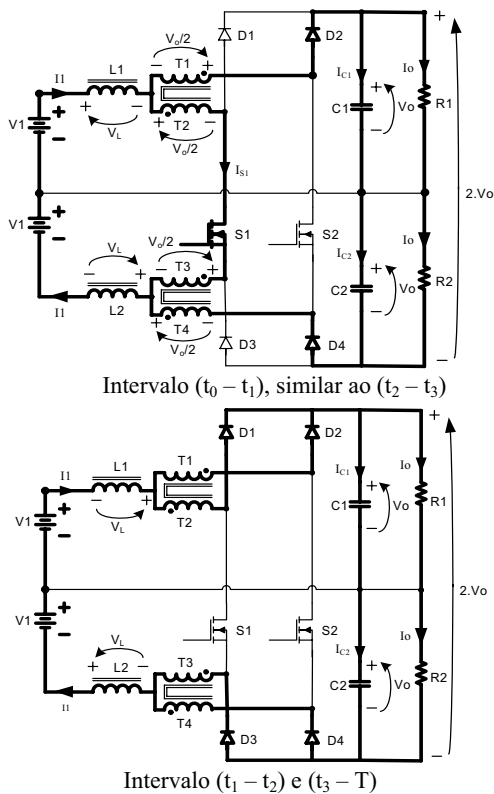 Vo/2
D1
D2
I1
L1
T1
+
−
+
V1
VL
T2
Vo/2
IS1
IC1
C1
Vo
Io
R1
2.Vo
V1
VL
Vo/2
S1
S2
T3
I1
L2
T4
Vo/2
D3
D4
IC2
C2
Vo
Io
R2
Intervalo (t0 – t1), similar ao (t2 – t3)
D1
D2
I1
L1
T1
VL
T2
V1
IC1
C1
Vo
Io
R1
2.Vo
V1
VL
L2
S1
S2
T3
I1
T4
D3
D4
IC2
C2
Vo
Io
R2
Intervalo (t1 – t2) e (t3 – T)